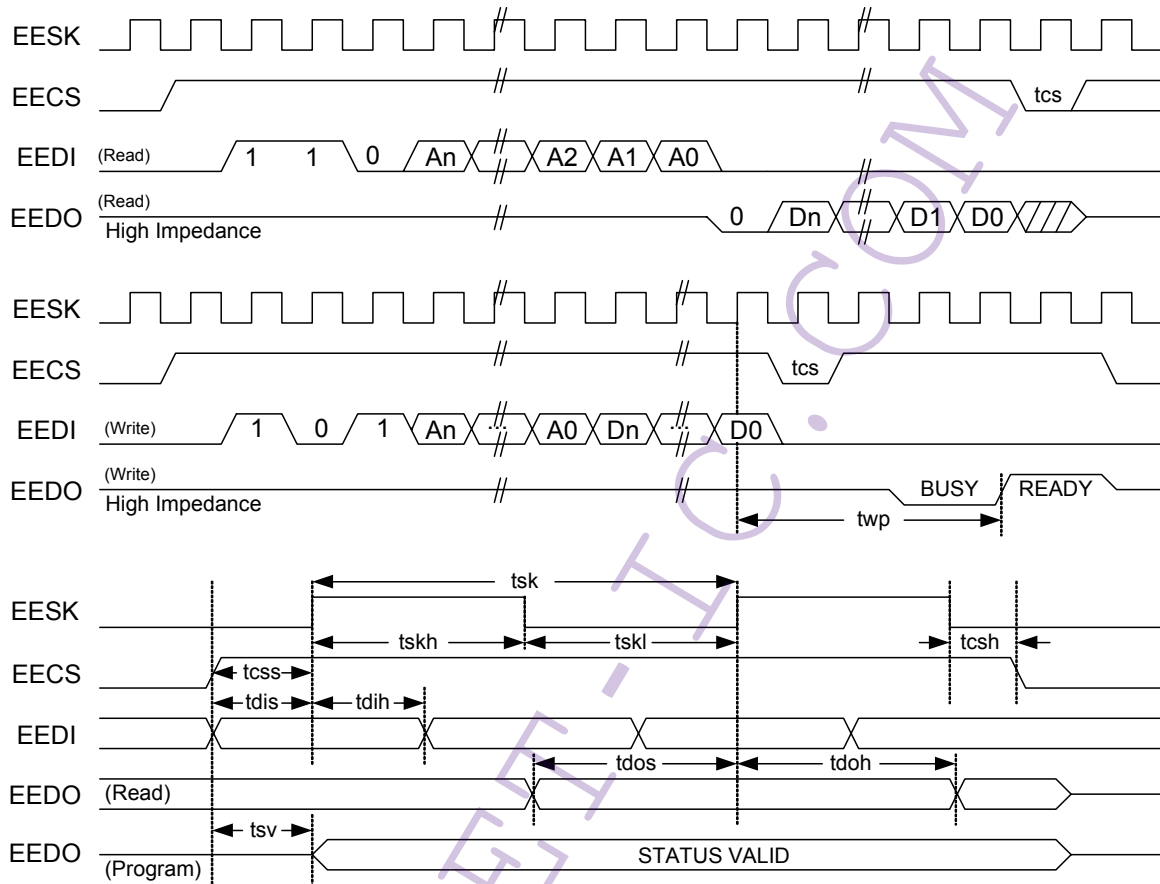 EESK
EECS tcs
EEDI (Read) 1 1 0 An A2 A1 A0
EEDO (Read) High Impedance 0 Dn D1 D0
EESK
EECS tcs
EEDI (Write) 1 0 1 An ... A0 Dn ... D0
EEDO (Write) High Impedance BUSY READY
twp
tsk
EESK
tskh tskl tcsh
EECS tcss
tdis tdih
EEDI
tdos tdoh
EEDO (Read)
tsv
EEDO (Program) STATUS VALID
ET-IC.COM